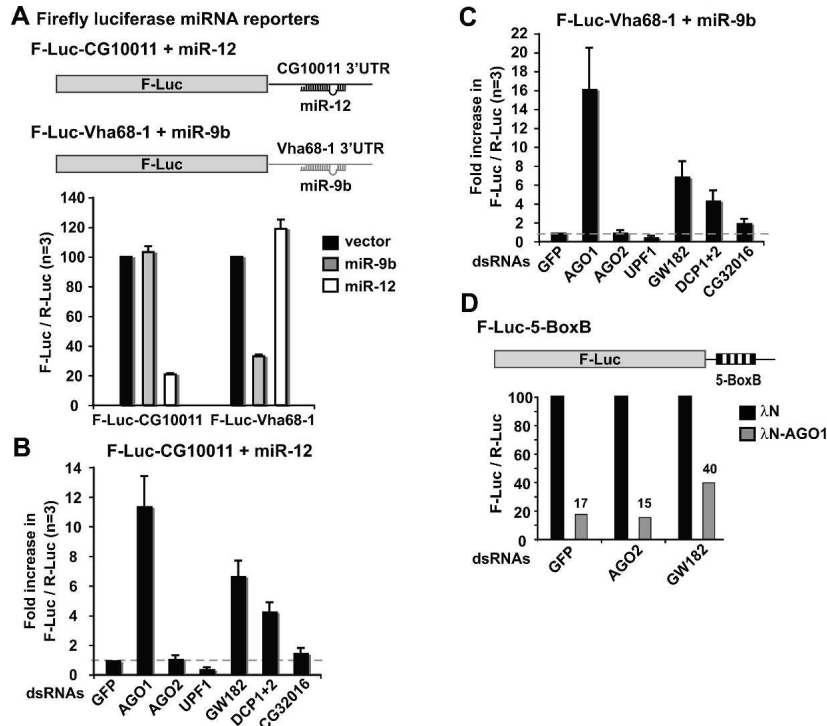 A Firefly luciferase miRNA reporters
F-Luc-CG10011 + miR-12
CG10011 3'UTR
F-Luc
miR-12
F-Luc-Vha68-1 + miR-9b
Vha68-1 3'UTR
F-Luc
miR-9b
F-Luc / R-Luc (n=3)
140
120
100
80
60
40
20
0
vector
miR-9b
miR-12
F-Luc-CG10011 F-Luc-Vha68-1
B
F-Luc-CG10011 + miR-12
Fold increase in
F-Luc / R-Luc (n=3)
14
12
10
8
6
4
2
0
dsRNAs
GFP
AGO1
AGO2
UPF1
GW182
DCP1+2
CG32016
C
F-Luc-Vha68-1 + miR-9b
Fold increase in
F-Luc / R-Luc (n=3)
22
20
18
16
14
12
10
8
6
4
2
0
dsRNAs
GFP
AGO1
AGO2
UPF1
GW182
DCP1+2
CG32016
D
F-Luc-5-BoxB
F-Luc
5-BoxB
F-Luc / R-Luc
100
80
60
40
20
0
17
15
40
λN
λN-AGO1
dsRNAs
GFP
AGO2
GW182